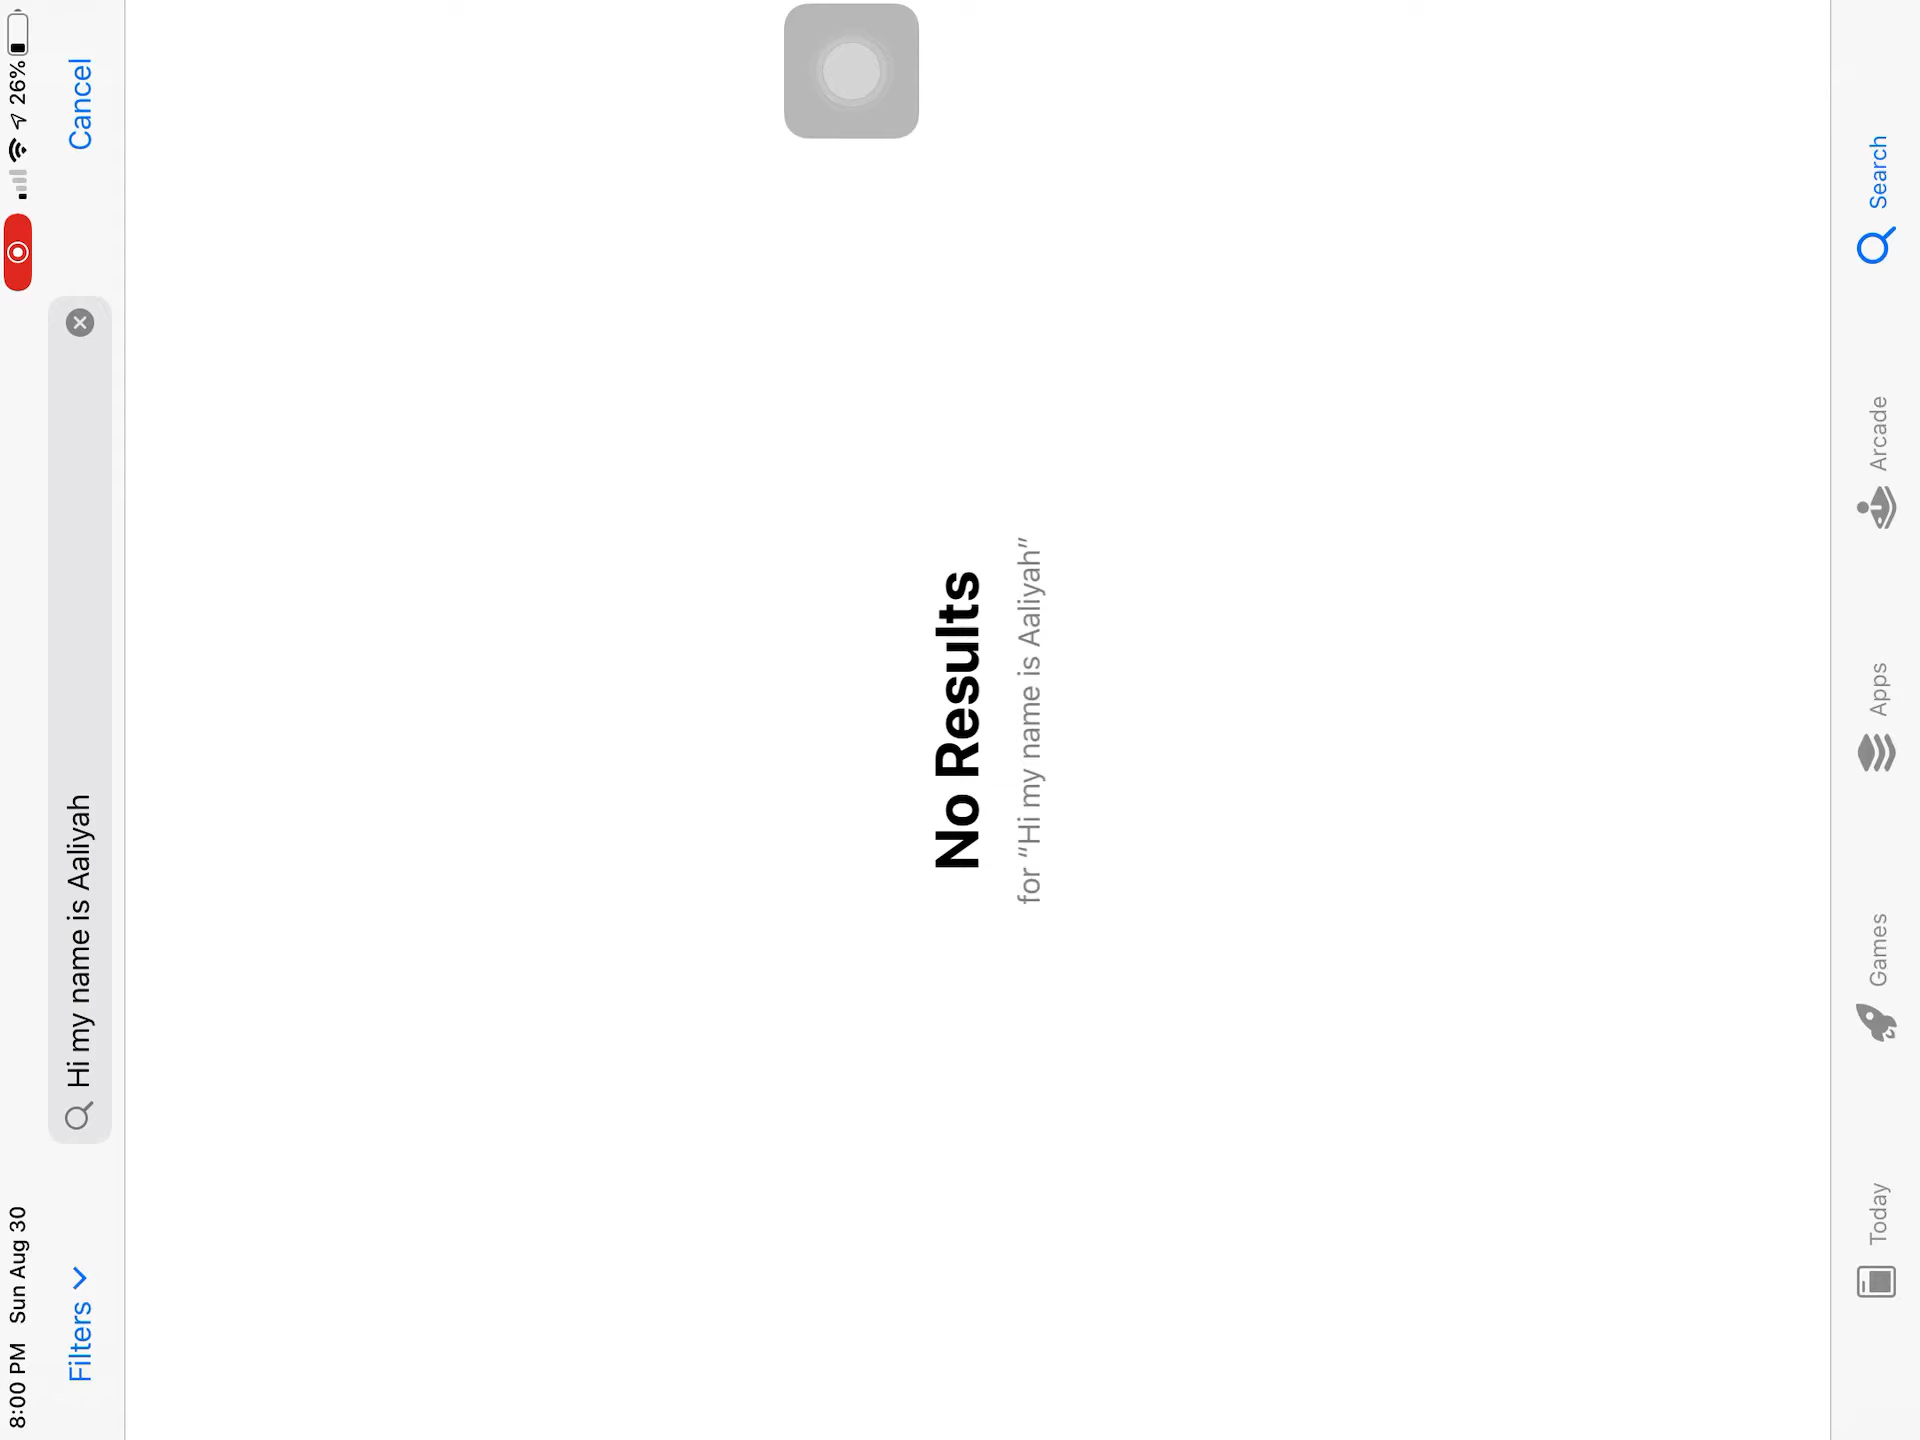 8:00 PM Sun Aug 30
26%
Filters
Hi my name is Aaliyah
Cancel
No Results
for “Hi my name is Aaliyah”
Today
Games
Apps
Arcade
Search